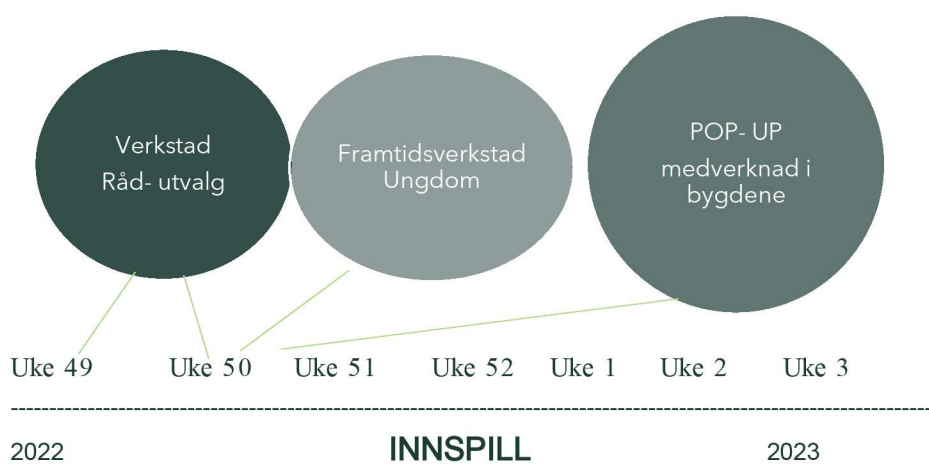 Verkstad
Råd- utvalg
Framtidsverkstad
Ungdom
POP- UP
medverknad i
bygdene
Uke 49 Uke 50 Uke 51 Uke 52 Uke 1 Uke 2 Uke 3
2022 INNSPILL 2023